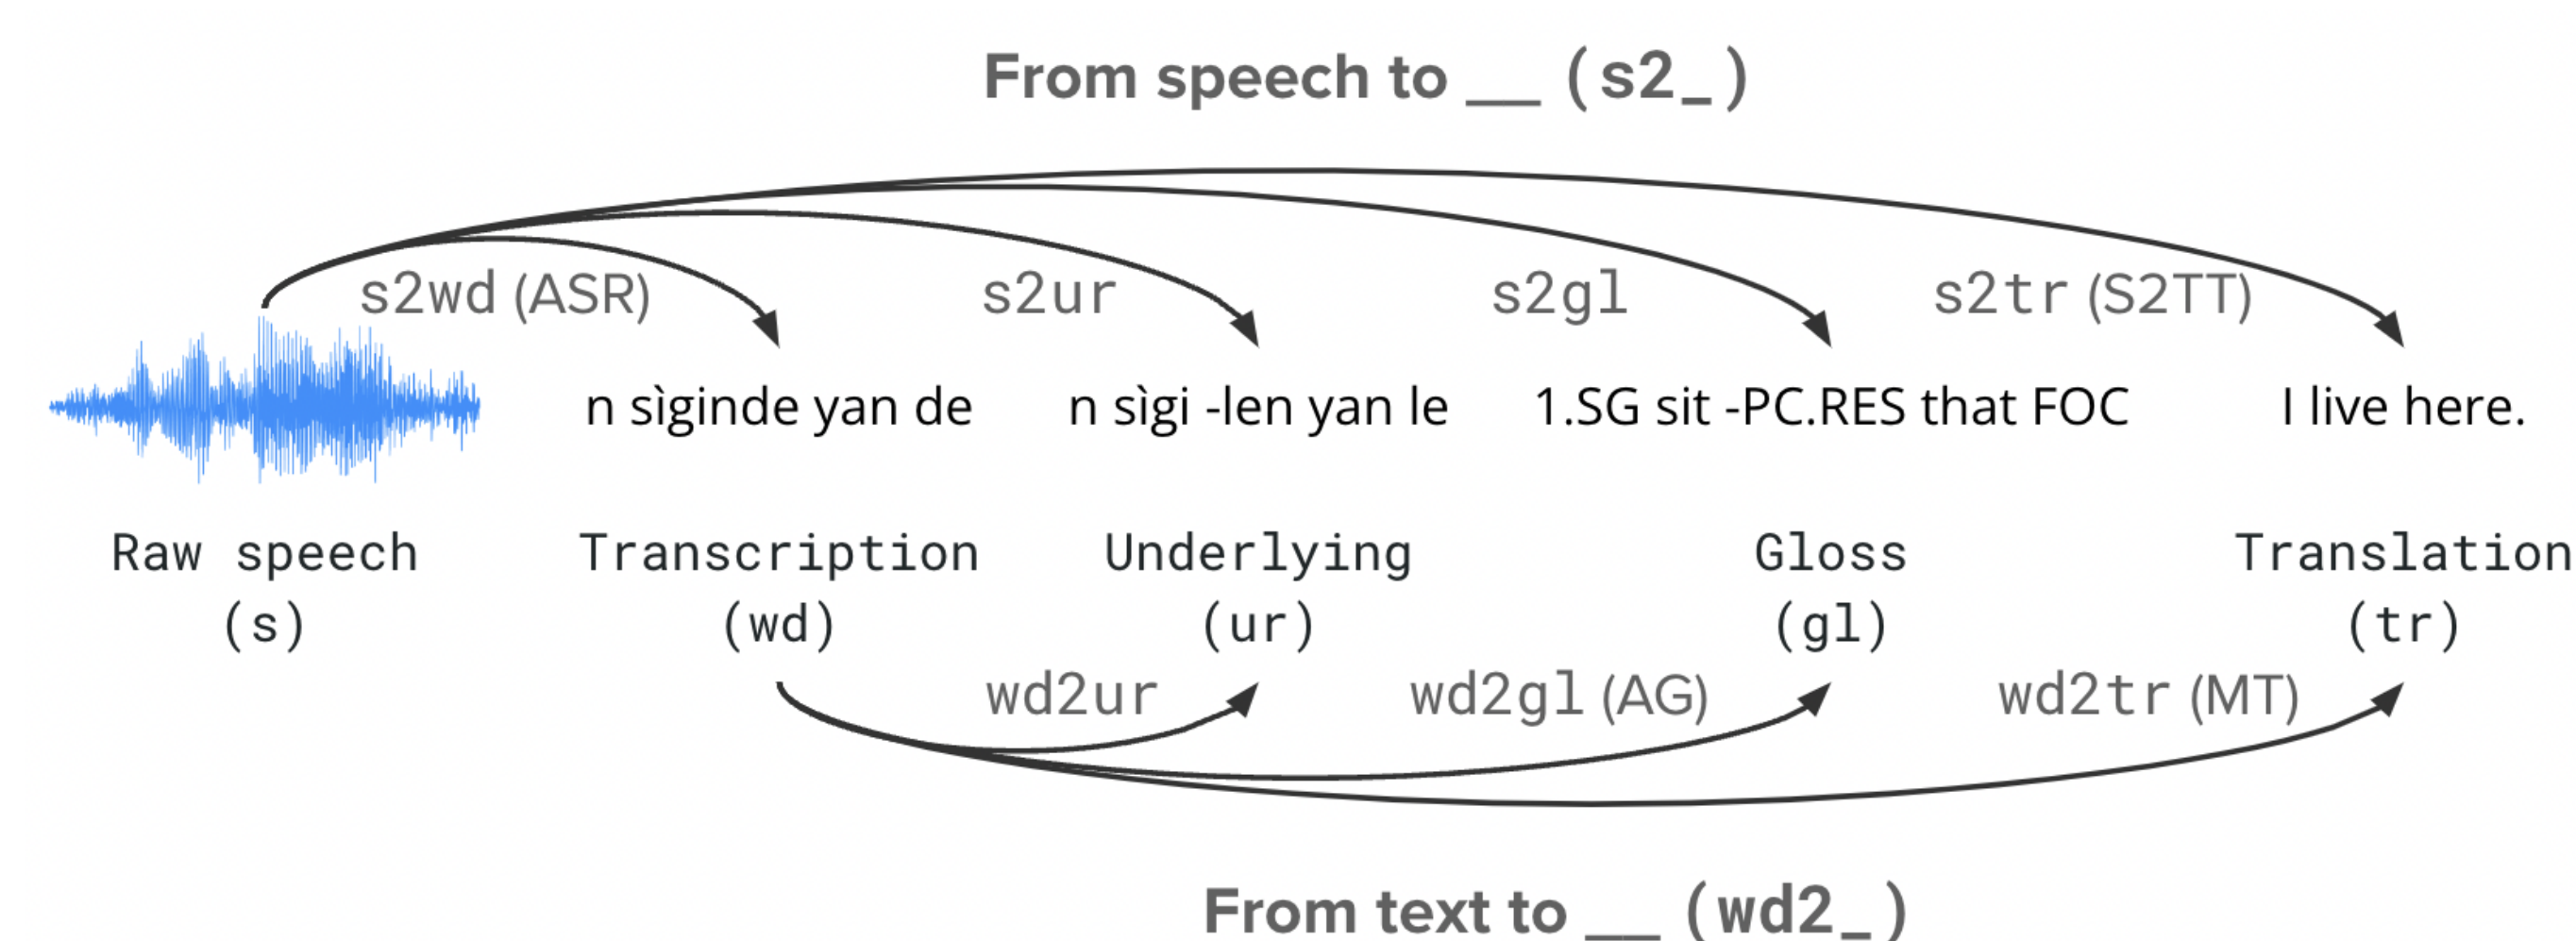 From speech to __ (s2_)
s2wd (ASR) s2ur s2gl s2tr (S2TT)
n sìginde yan de n sìgi -len yan le 1.SG sit -PC.RES that FOC I live here.
Raw speech Transcription Underlying Gloss Translation
(s) (wd) (ur) (gl) (tr)
wd2ur wd2gl (AG) wd2tr (MT)
From text to __ (wd2_)